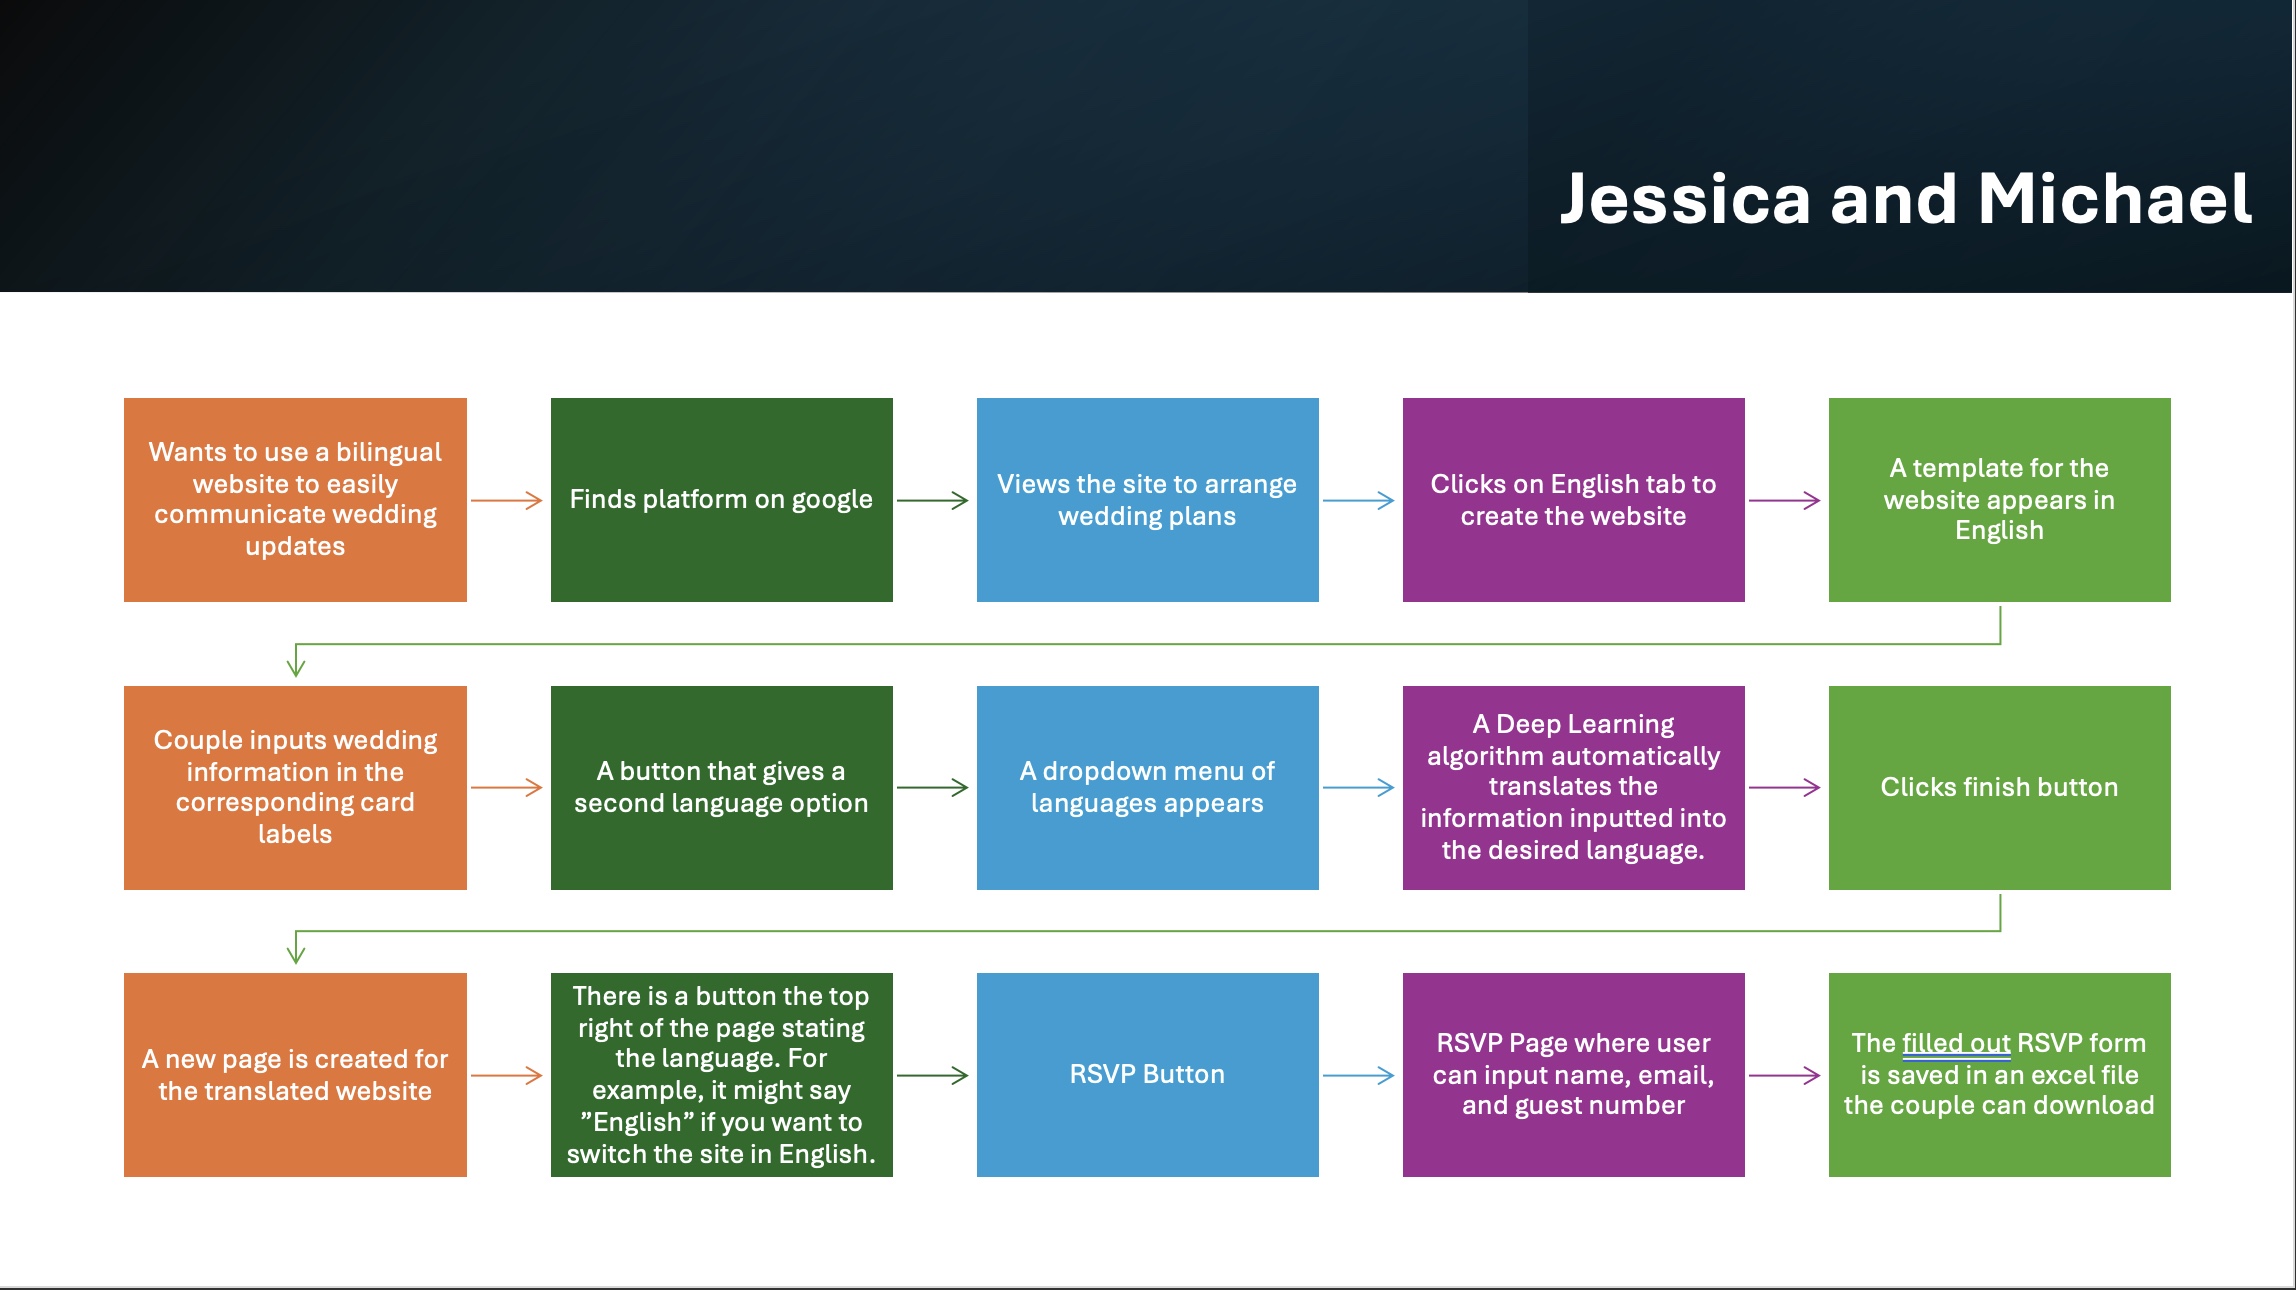 Jessica and Michael
Wants to use a bilingual
website to easily
communicate wedding
updates
Finds platform on google
Views the site to arrange
wedding plans
Clicks on English tab to
create the website
A template for the
website appears in
English
Couple inputs wedding
information in the
corresponding card
labels
A button that gives a
second language option
A dropdown menu of
languages appears
A Deep Learning
algorithm automatically
translates the
information inputted into
the desired language.
Clicks finish button
A new page is created for
the translated website
There is a button the top
right of the page stating
the language. For
example, it might say
”English” if you want to
switch the site in English.
RSVP Button
RSVP Page where user
can input name, email,
and guest number
The filled out RSVP form
is saved in an excel file
the couple can download